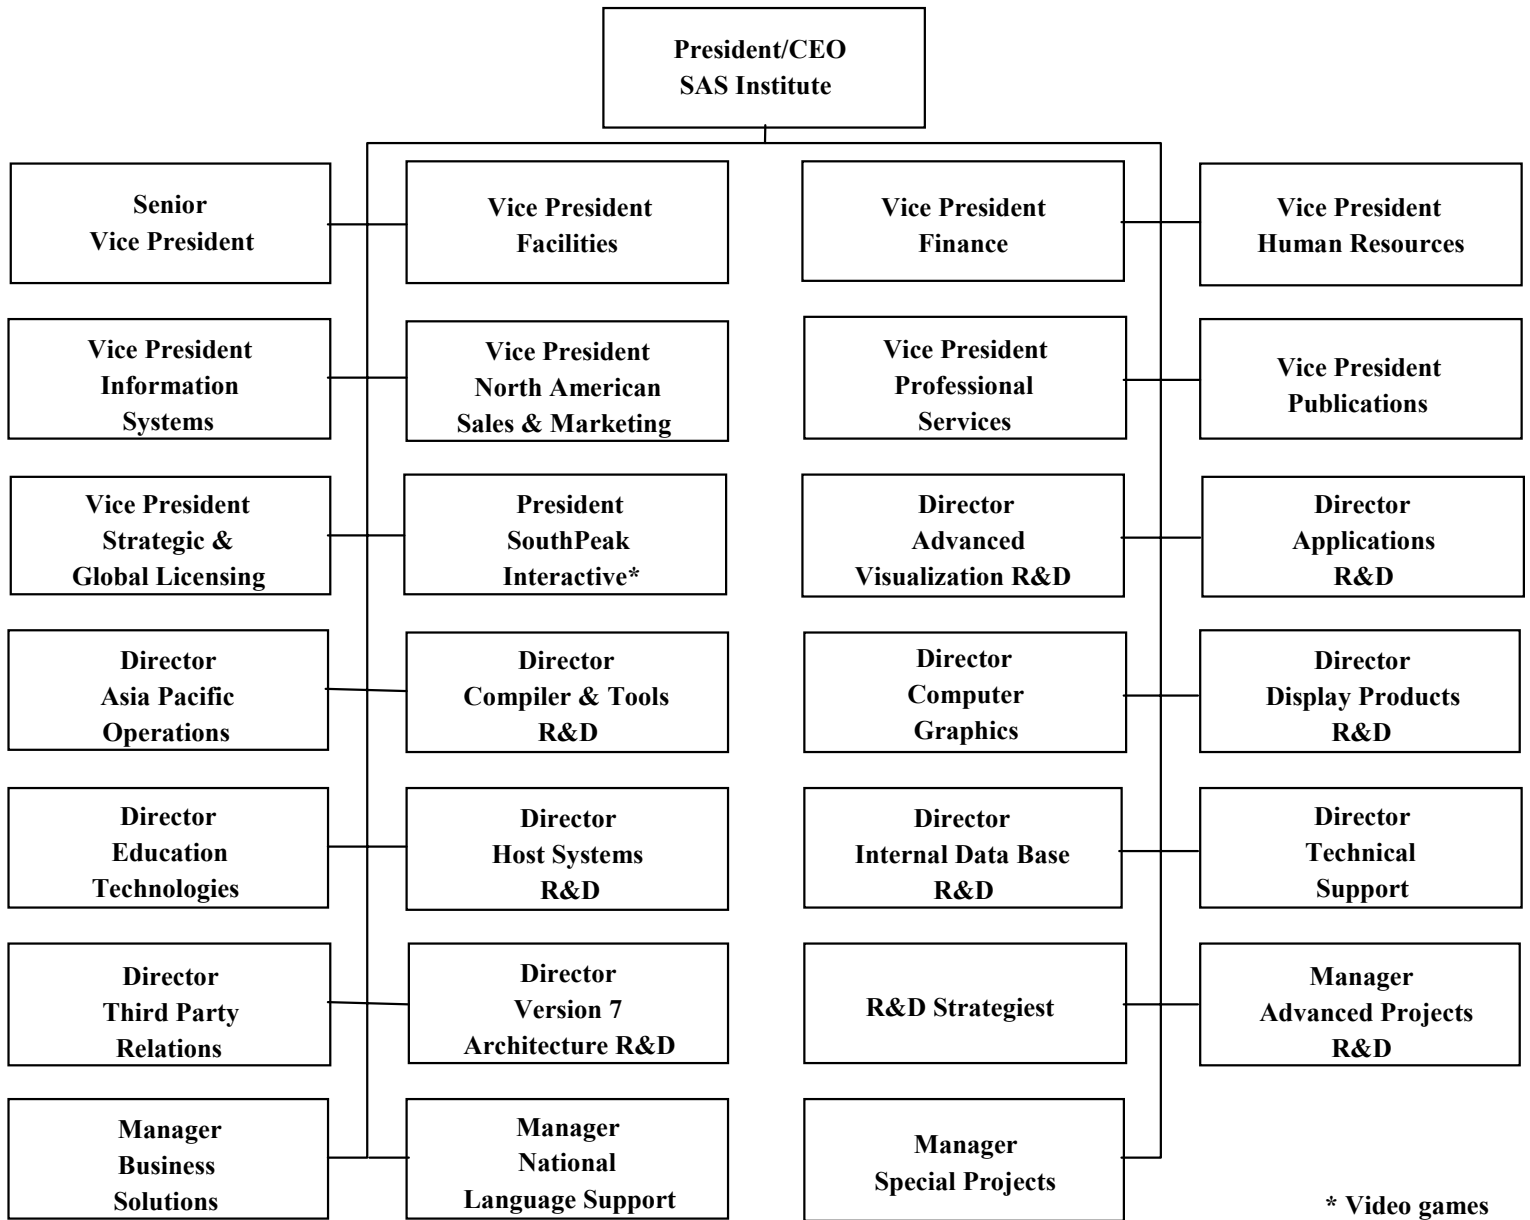 President/CEO
SAS Institute
Senior
Vice President
Vice President
Facilities
Vice President
Finance
Vice President
Human Resources
Vice President
Information
Systems
Vice President
North American
Sales & Marketing
Vice President
Professional
Services
Vice President
Publications
Vice President
Strategic &
Global Licensing
President
SouthPeak
Interactive*
Director
Advanced
Visualization R&D
Director
Applications
R&D
Director
Asia Pacific
Operations
Director
Compiler & Tools
R&D
Director
Computer
Graphics
Director
Display Products
R&D
Director
Education
Technologies
Director
Host Systems
R&D
Director
Internal Data Base
R&D
Director
Technical
Support
Director
Third Party
Relations
Director
Version 7
Architecture R&D
R&D Strategiest
Manager
Advanced Projects
R&D
Manager
Business
Solutions
Manager
National
Language Support
Manager
Special Projects
* Video games